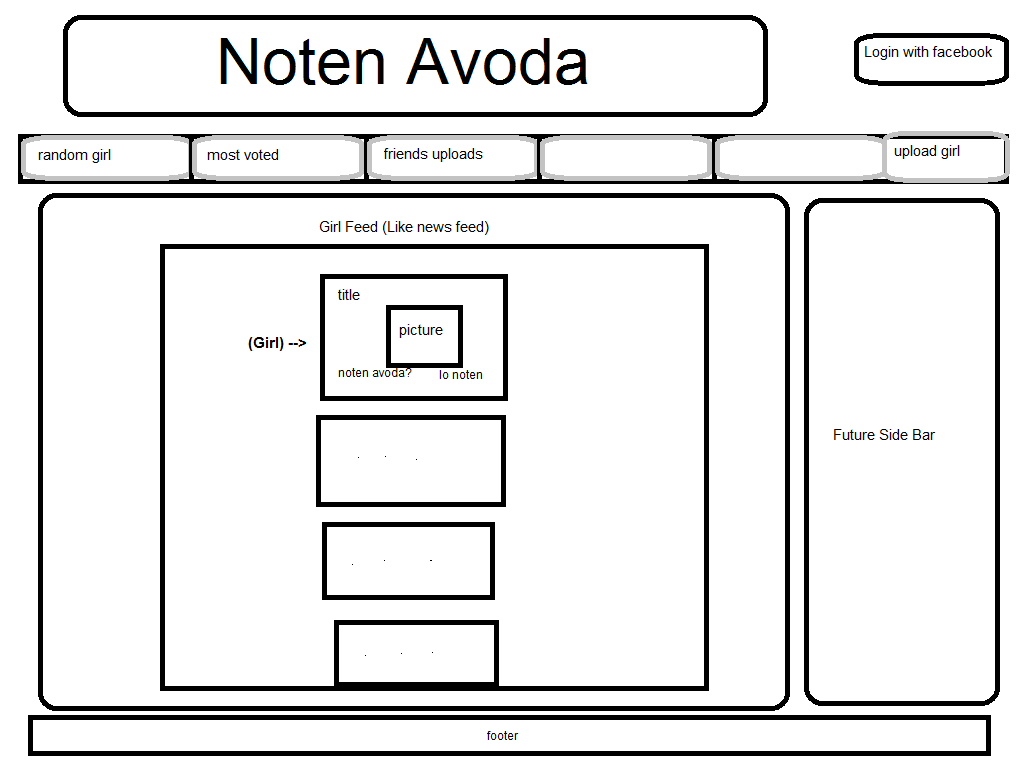 Noten Avoda
Login with facebook
random girl
most voted
friends uploads
upload girl
Girl Feed (Like news feed)
title
picture
(Girl) -->
noten avoda?
lo noten
. . .
. . .
. . .
Future Side Bar
footer